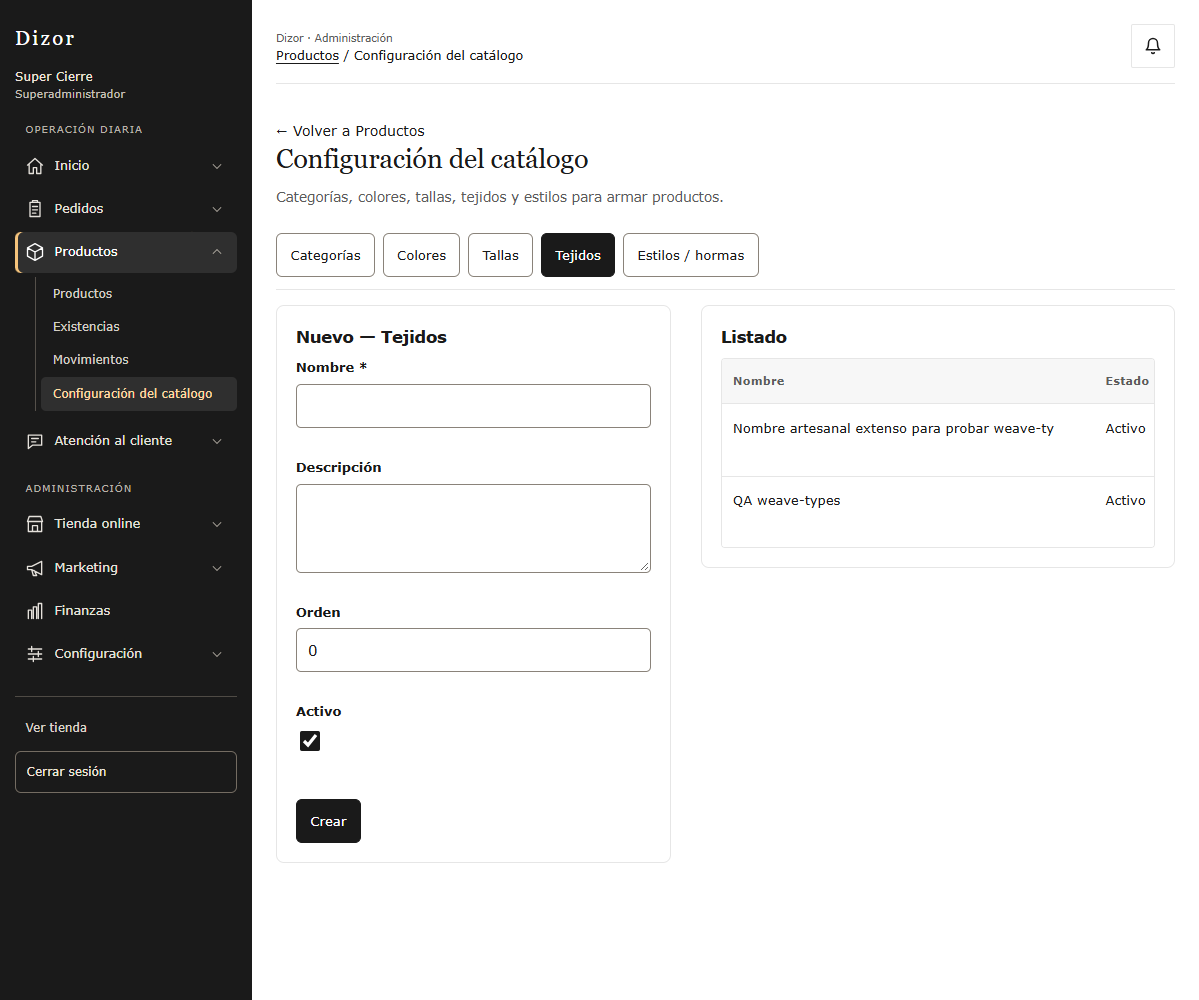 Dizor
Super Cierre
Superadministrador
OPERACIÓN DIARIA
Inicio
Pedidos
Productos
Productos
Existencias
Movimientos
Configuración del catálogo
Atención al cliente
ADMINISTRACIÓN
Tienda online
Marketing
Finanzas
Configuración
Ver tienda
Cerrar sesión
Dizor · Administración
Productos / Configuración del catálogo
← Volver a Productos
Configuración del catálogo
Categorías, colores, tallas, tejidos y estilos para armar productos.
Categorías Colores Tallas Tejidos Estilos / hormas
Nuevo — Tejidos
Nombre *
Descripción
Orden
0
Activo
Crear
Listado
Nombre Estado
Nombre artesanal extenso para probar weave-ty Activo
QA weave-types Activo